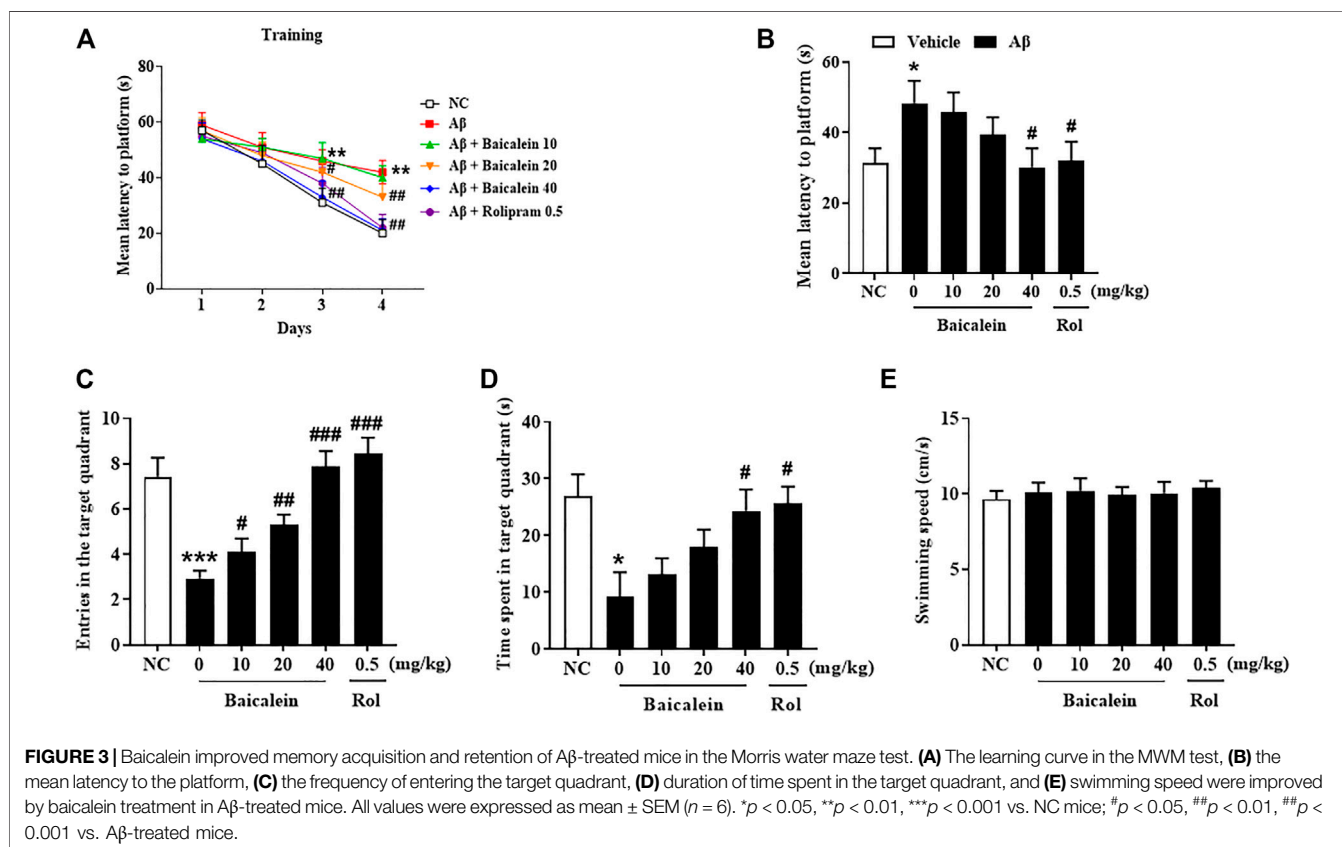 A
Training
Mean latency to platform (s)
80
60
40
20
0
1 2 3 4
Days
**
#
##
**
##
##
NC
Aβ
Aβ + Baicalein 10
Aβ + Baicalein 20
Aβ + Baicalein 40
Aβ + Rolipram 0.5
B
Vehicle Aβ
Mean latency to platform (s)
60
40
20
0
* # #
NC 0 10 20 40 0.5 (mg/kg)
Baicalein Rol
C
Entries in the target quadrant
10
8
6
4
2
0
*** # ## ### ###
NC 0 10 20 40 0.5 (mg/kg)
Baicalein Rol
D
Time spent in target quadrant (s)
40
30
20
10
0
* # #
NC 0 10 20 40 0.5 (mg/kg)
Baicalein Rol
E
Swimming speed (cm/s)
15
10
5
0
NC 0 10 20 40 0.5 (mg/kg)
Baicalein Rol
FIGURE 3 | Baicalein improved memory acquisition and retention of Aβ-treated mice in the Morris water maze test. (A) The learning curve in the MWM test, (B) the
mean latency to the platform, (C) the frequency of entering the target quadrant, (D) duration of time spent in the target quadrant, and (E) swimming speed were improved
by baicalein treatment in Aβ-treated mice. All values were expressed as mean ± SEM (n = 6). *p < 0.05, **p < 0.01, ***p < 0.001 vs. NC mice; #p < 0.05, ##p < 0.01, ##p <
0.001 vs. Aβ-treated mice.